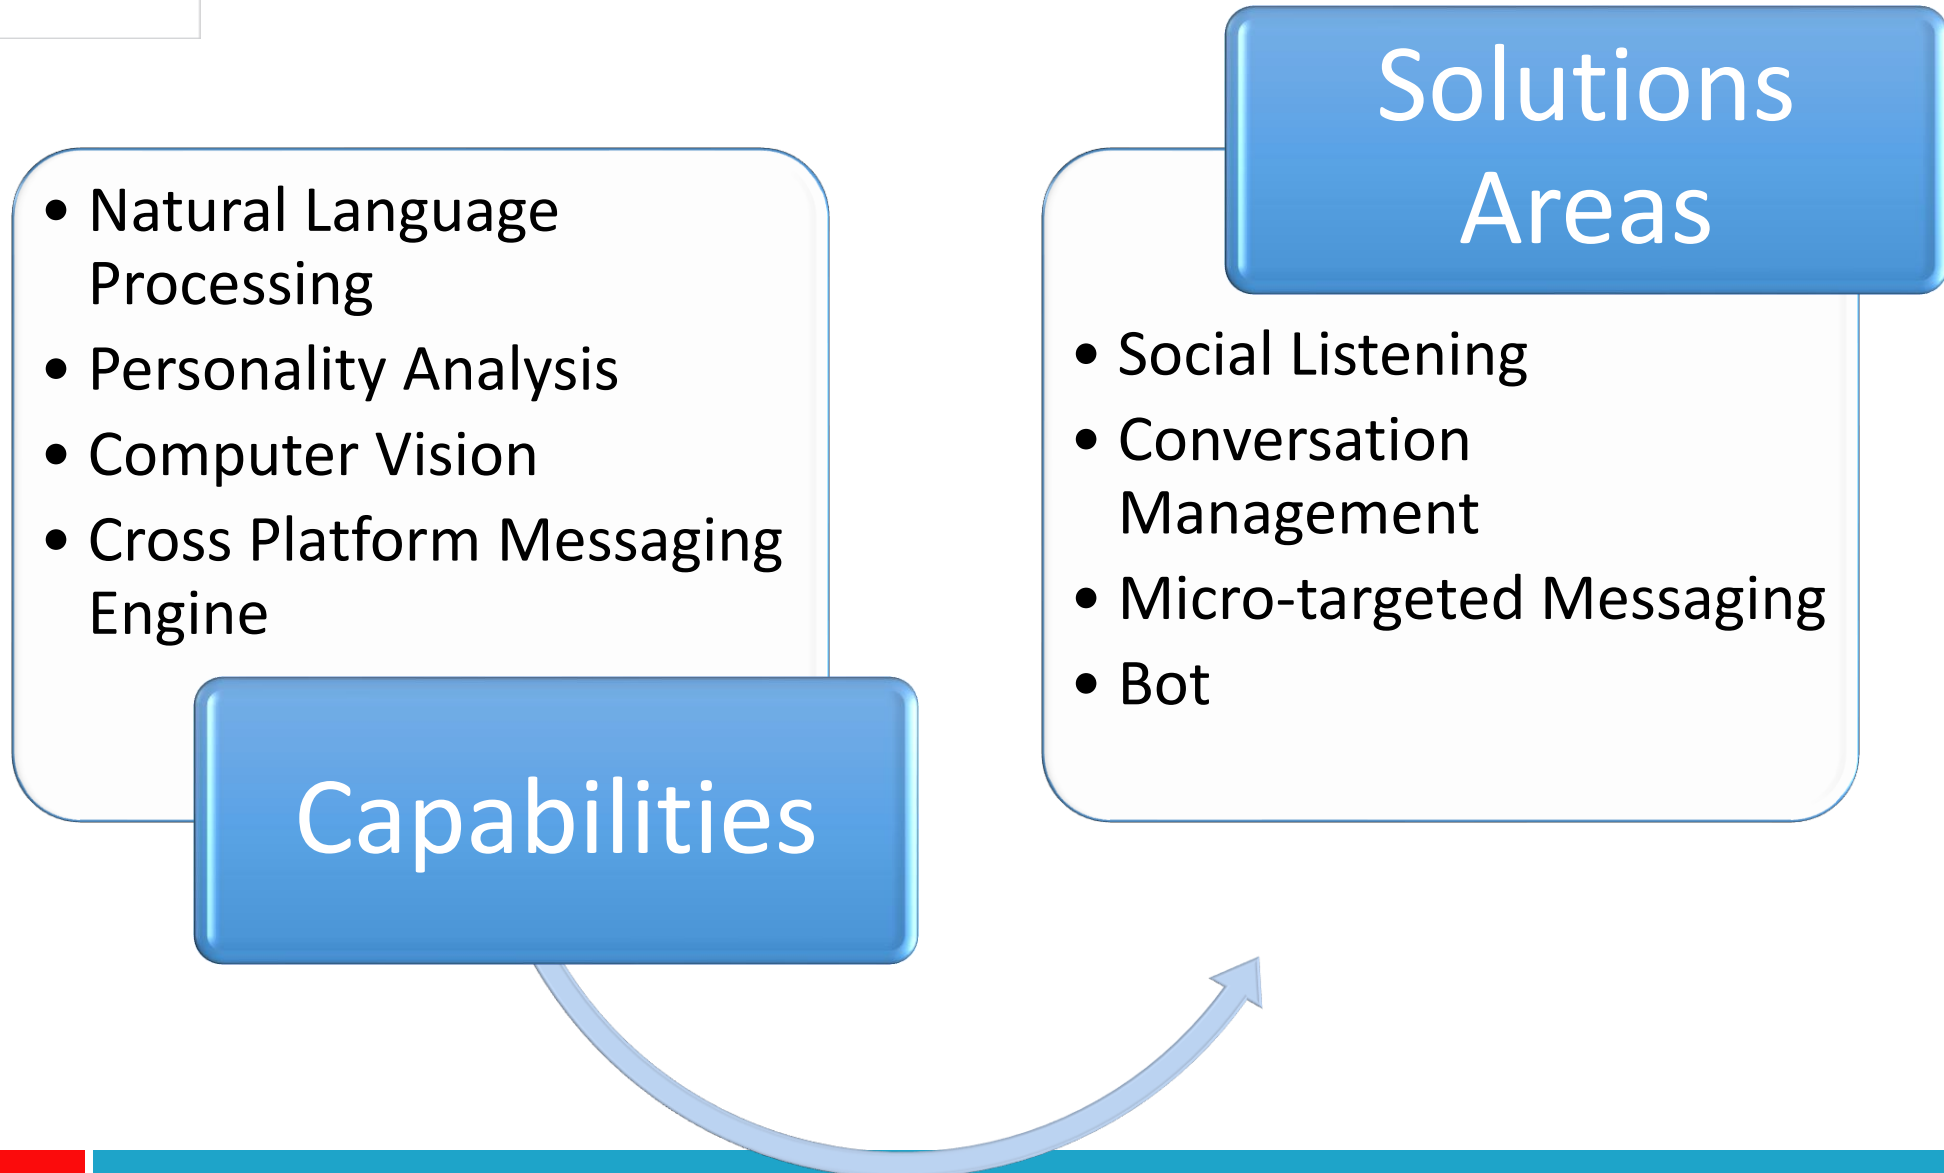 • Natural Language
Processing
• Personality Analysis
• Computer Vision
• Cross Platform Messaging
Engine
Capabilities
Solutions
Areas
• Social Listening
• Conversation
Management
• Micro-targeted Messaging
• Bot